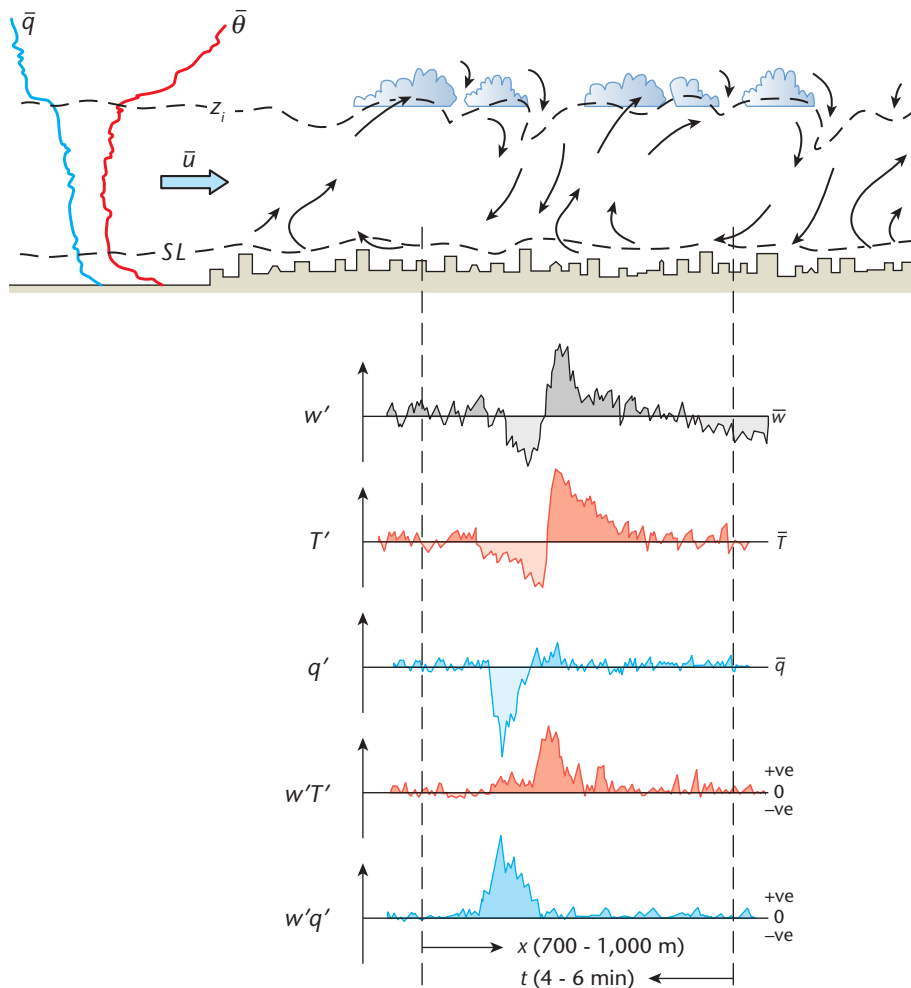 q̄ θ̄
z_i
ū
SL
w′ w̄
T′ T̄
q′ q̄
w′T′ +ve
0
–ve
w′q′ +ve
0
–ve
x (700 - 1,000 m)
t (4 - 6 min)